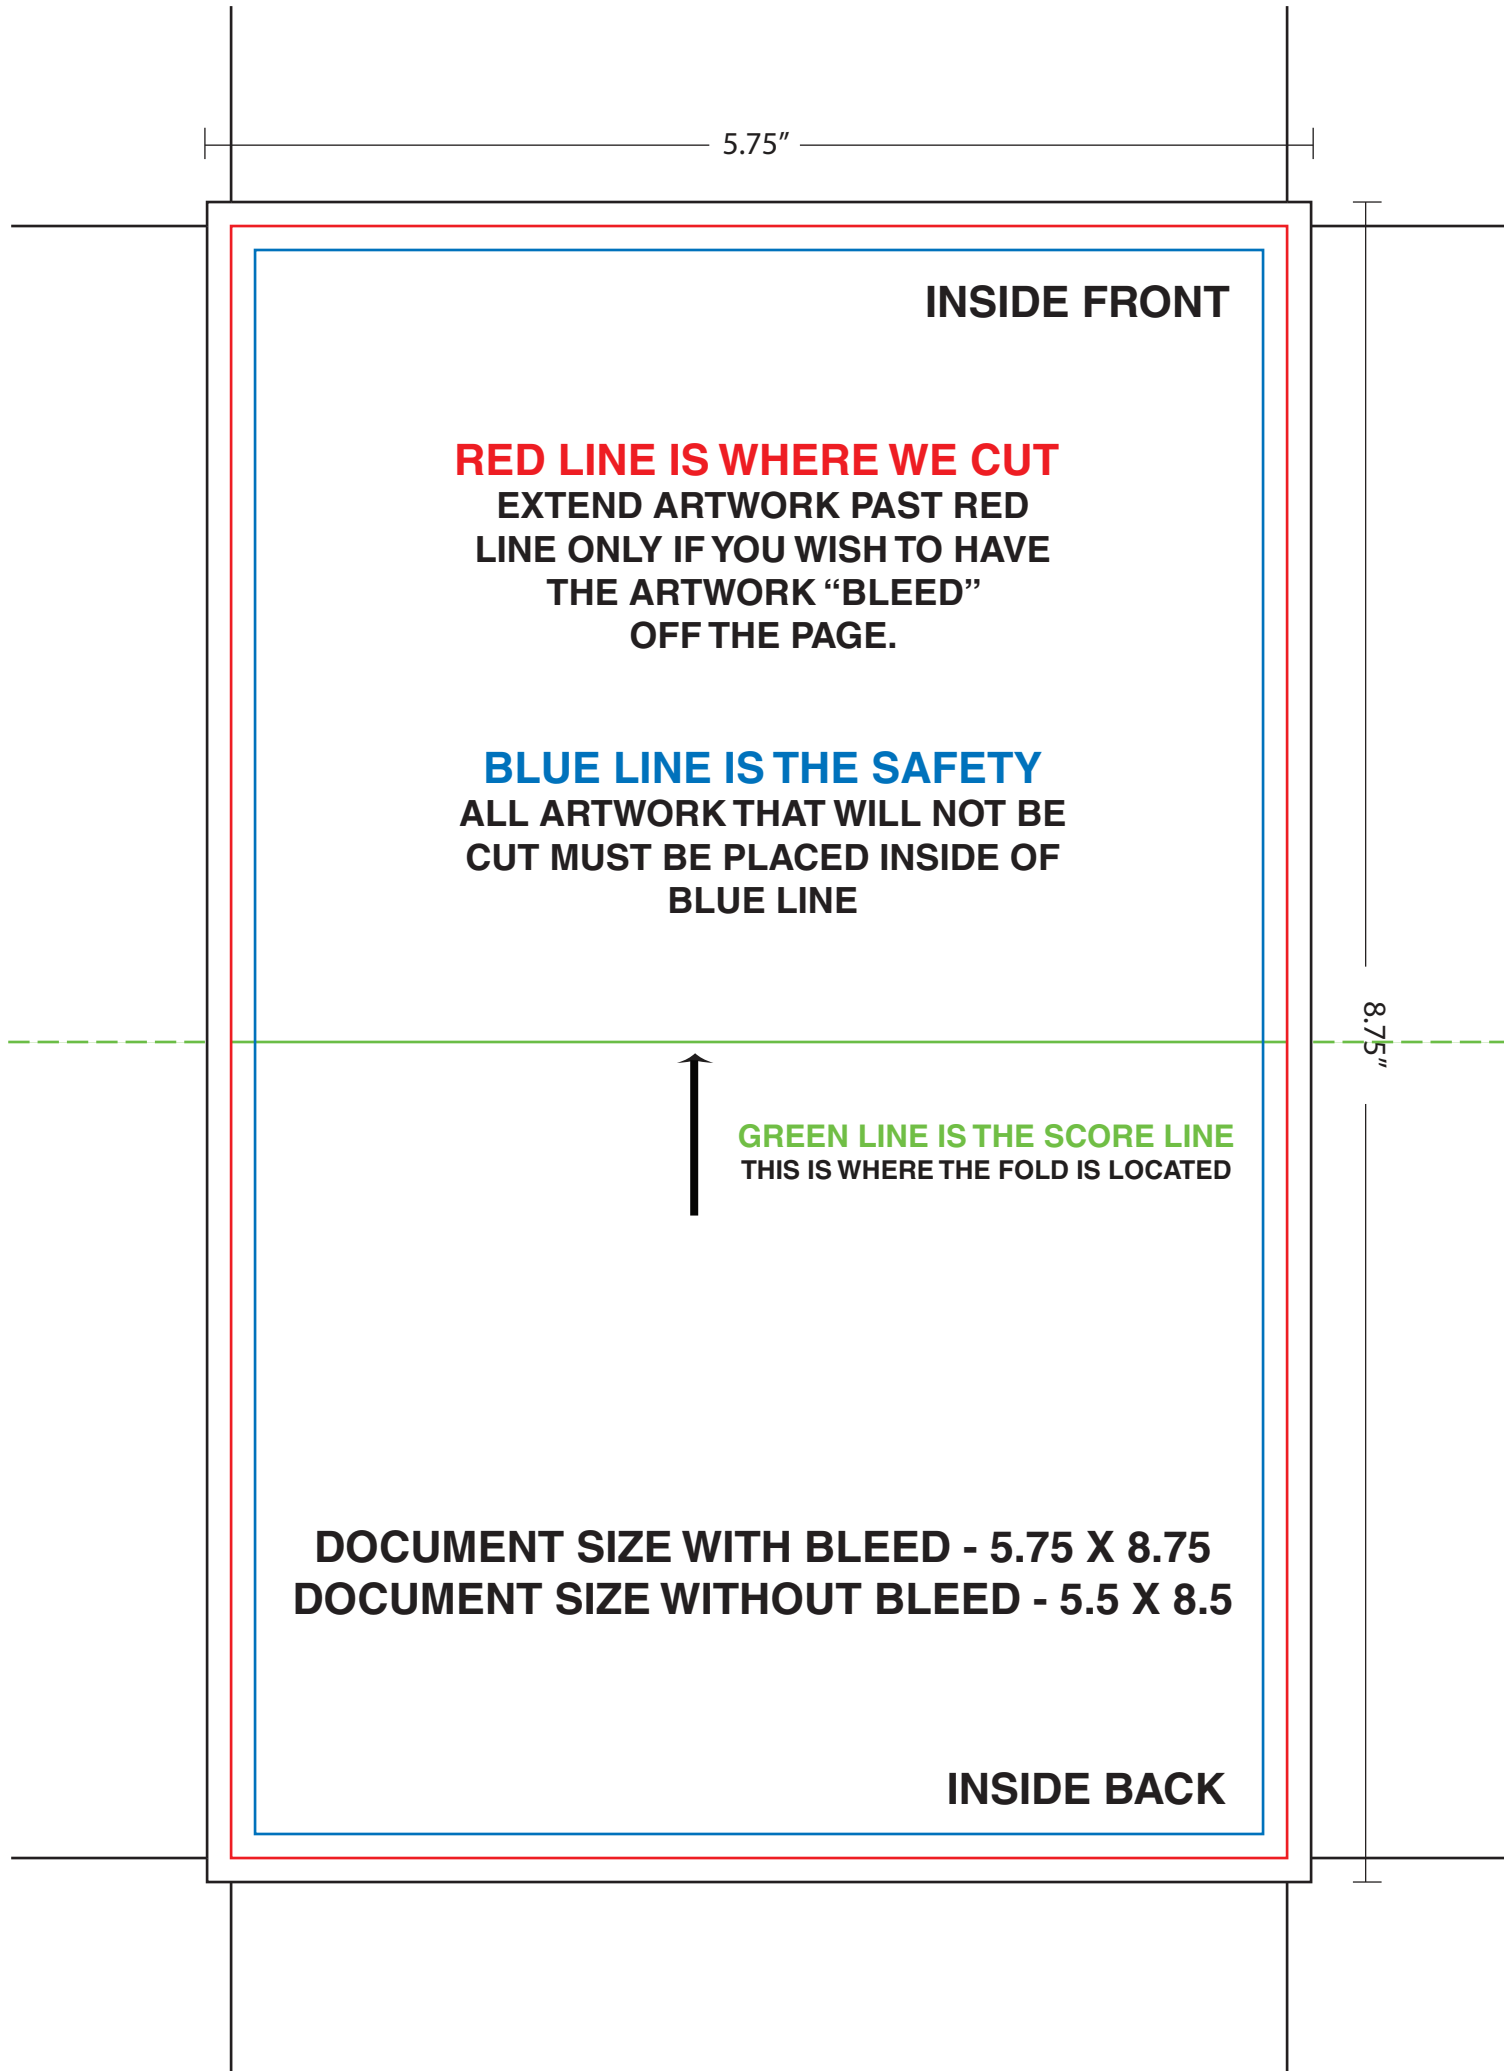 5.75″
INSIDE FRONT
RED LINE IS WHERE WE CUT
EXTEND ARTWORK PAST RED
LINE ONLY IF YOU WISH TO HAVE
THE ARTWORK “BLEED”
OFF THE PAGE.
BLUE LINE IS THE SAFETY
ALL ARTWORK THAT WILL NOT BE
CUT MUST BE PLACED INSIDE OF
BLUE LINE
8.75″
GREEN LINE IS THE SCORE LINE
THIS IS WHERE THE FOLD IS LOCATED
DOCUMENT SIZE WITH BLEED - 5.75 X 8.75
DOCUMENT SIZE WITHOUT BLEED - 5.5 X 8.5
INSIDE BACK